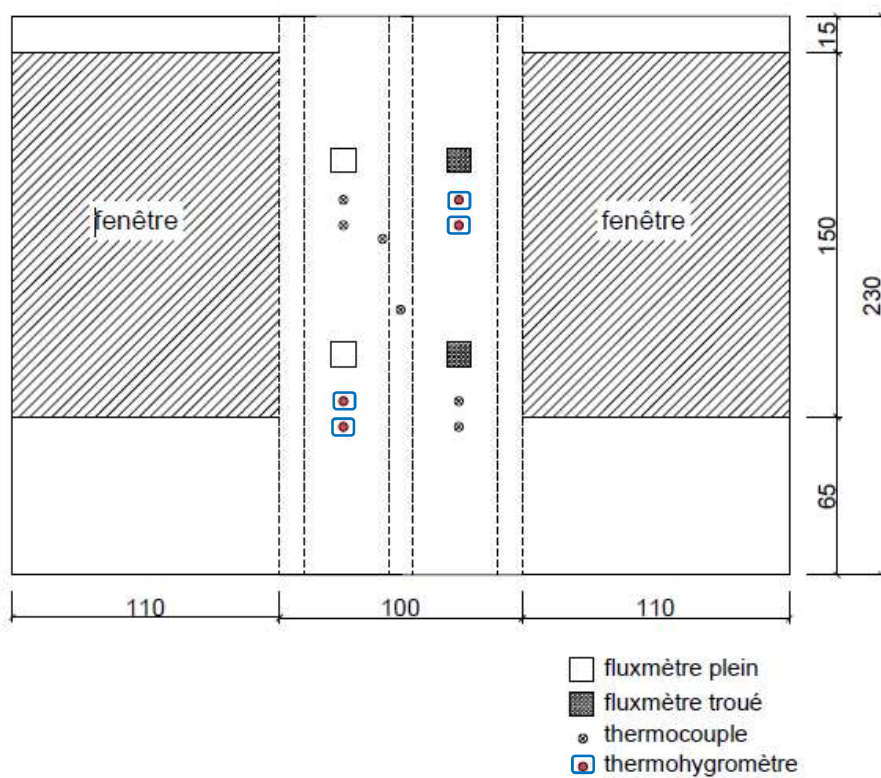 15
fenêtre
fenêtre
150
230
65
110
100
110
fluxmètre plein
fluxmètre troué
thermocouple
thermohygromètre